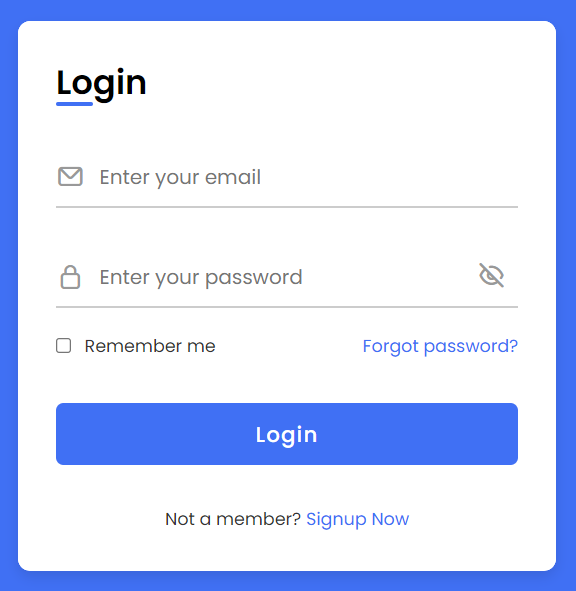 Login
Enter your email
Enter your password
Remember me Forgot password?
Login
Not a member? Signup Now